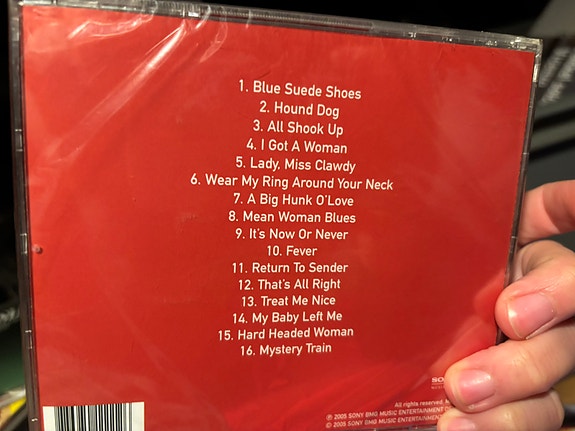 1. Blue Suede Shoes
2. Hound Dog
3. All Shook Up
4. I Got A Woman
5. Lady, Miss Clawdy
6. Wear My Ring Around Your Neck
7. A Big Hunk O'Love
8. Mean Woman Blues
9. It's Now Or Never
10. Fever
11. Return To Sender
12. That's All Right
13. Treat Me Nice
14. My Baby Left Me
15. Hard Headed Woman
16. Mystery Train
All rights reserved.
℗ 2005 SONY BMG MUSIC ENTERTAINMENT
© 2005 SONY BMG MUSIC ENTERTAINMENT